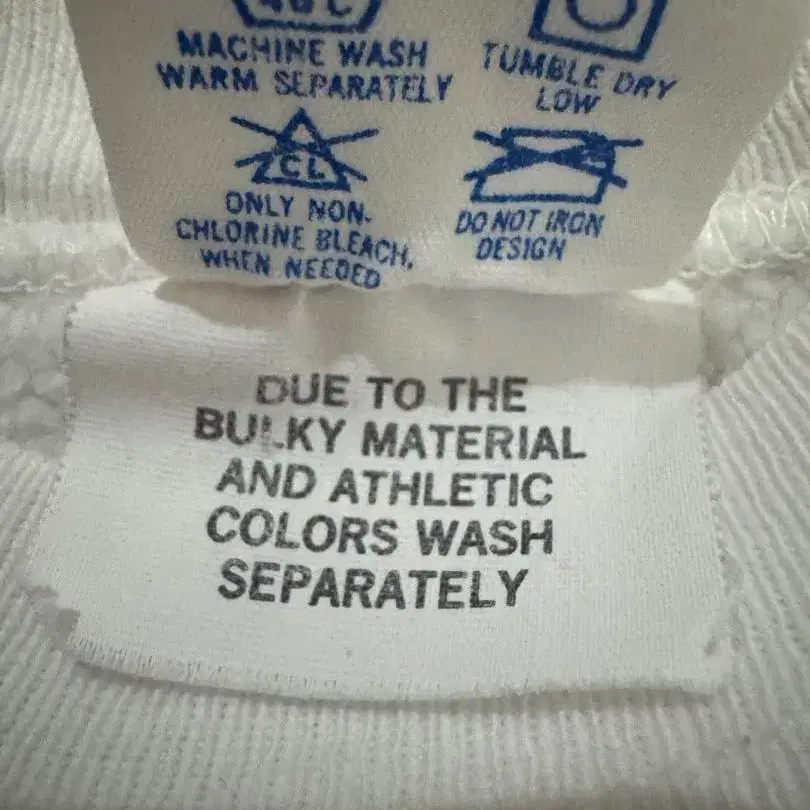 40C
MACHINE WASH
WARM SEPARATELY
TUMBLE DRY
LOW
CL
ONLY NON-
CHLORINE BLEACH,
WHEN NEEDED
DO NOT IRON
DESIGN
DUE TO THE
BULKY MATERIAL
AND ATHLETIC
COLORS WASH
SEPARATELY